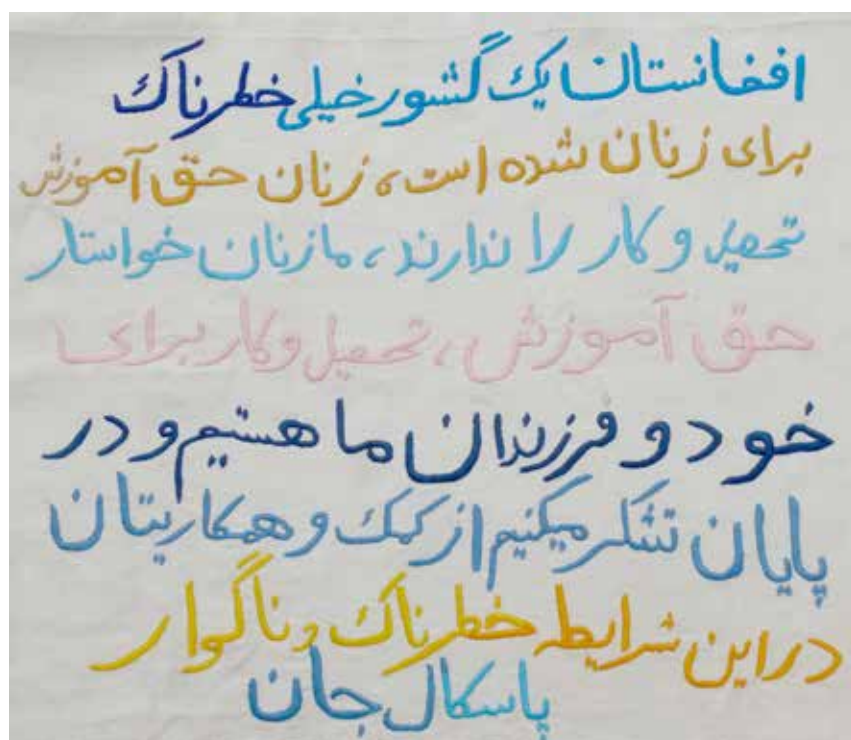 افغانستان یک گشور خیلی خطرناک
برای زنان شده است، زنان حق آموزش
تحصیل و کار را ندارند، ما زنان خواستار
حق آموزش، تحصیل و کار برای
خود و فرزندان ما هستیم و در
پایان تشکر میکنیم از کمک و همکاریتان
در این شرایط خطرناک و ناگوار
پاسکال جان